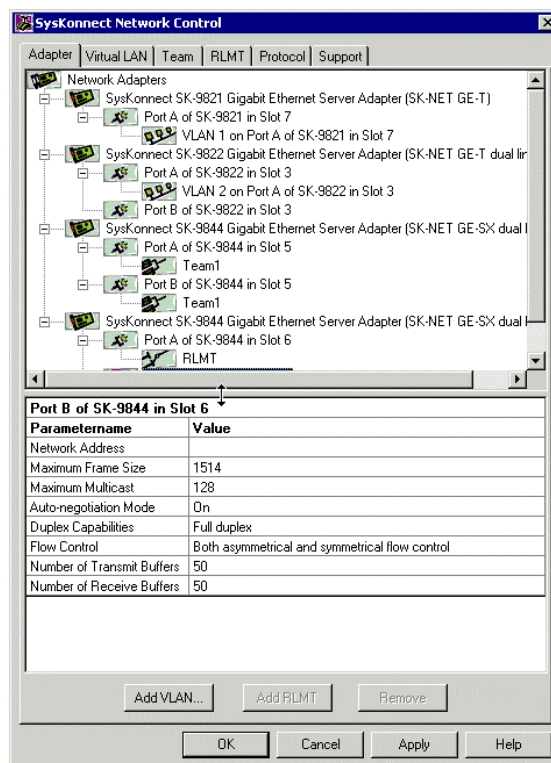 SysKonnect Network Control
Adapter Virtual LAN Team RLMT Protocol Support
Network Adapters
SysKonnect SK-9821 Gigabit Ethernet Server Adapter (SK-NET GE-T)
Port A of SK-9821 in Slot 7
VLAN 1 on Port A of SK-9821 in Slot 7
SysKonnect SK-9822 Gigabit Ethernet Server Adapter (SK-NET GE-T dual lin
Port A of SK-9822 in Slot 3
VLAN 2 on Port A of SK-9822 in Slot 3
Port B of SK-9822 in Slot 3
SysKonnect SK-9844 Gigabit Ethernet Server Adapter (SK-NET GE-SX dual l
Port A of SK-9844 in Slot 5
Team1
Port B of SK-9844 in Slot 5
Team1
SysKonnect SK-9844 Gigabit Ethernet Server Adapter (SK-NET GE-SX dual l
Port A of SK-9844 in Slot 6
RLMT
Port B of SK-9844 in Slot 6
Parametername Value
Network Address
Maximum Frame Size 1514
Maximum Multicast 128
Auto-negotiation Mode On
Duplex Capabilities Full duplex
Flow Control Both asymmetrical and symmetrical flow control
Number of Transmit Buffers 50
Number of Receive Buffers 50
Add VLAN... Add RLMT Remove
OK Cancel Apply Help